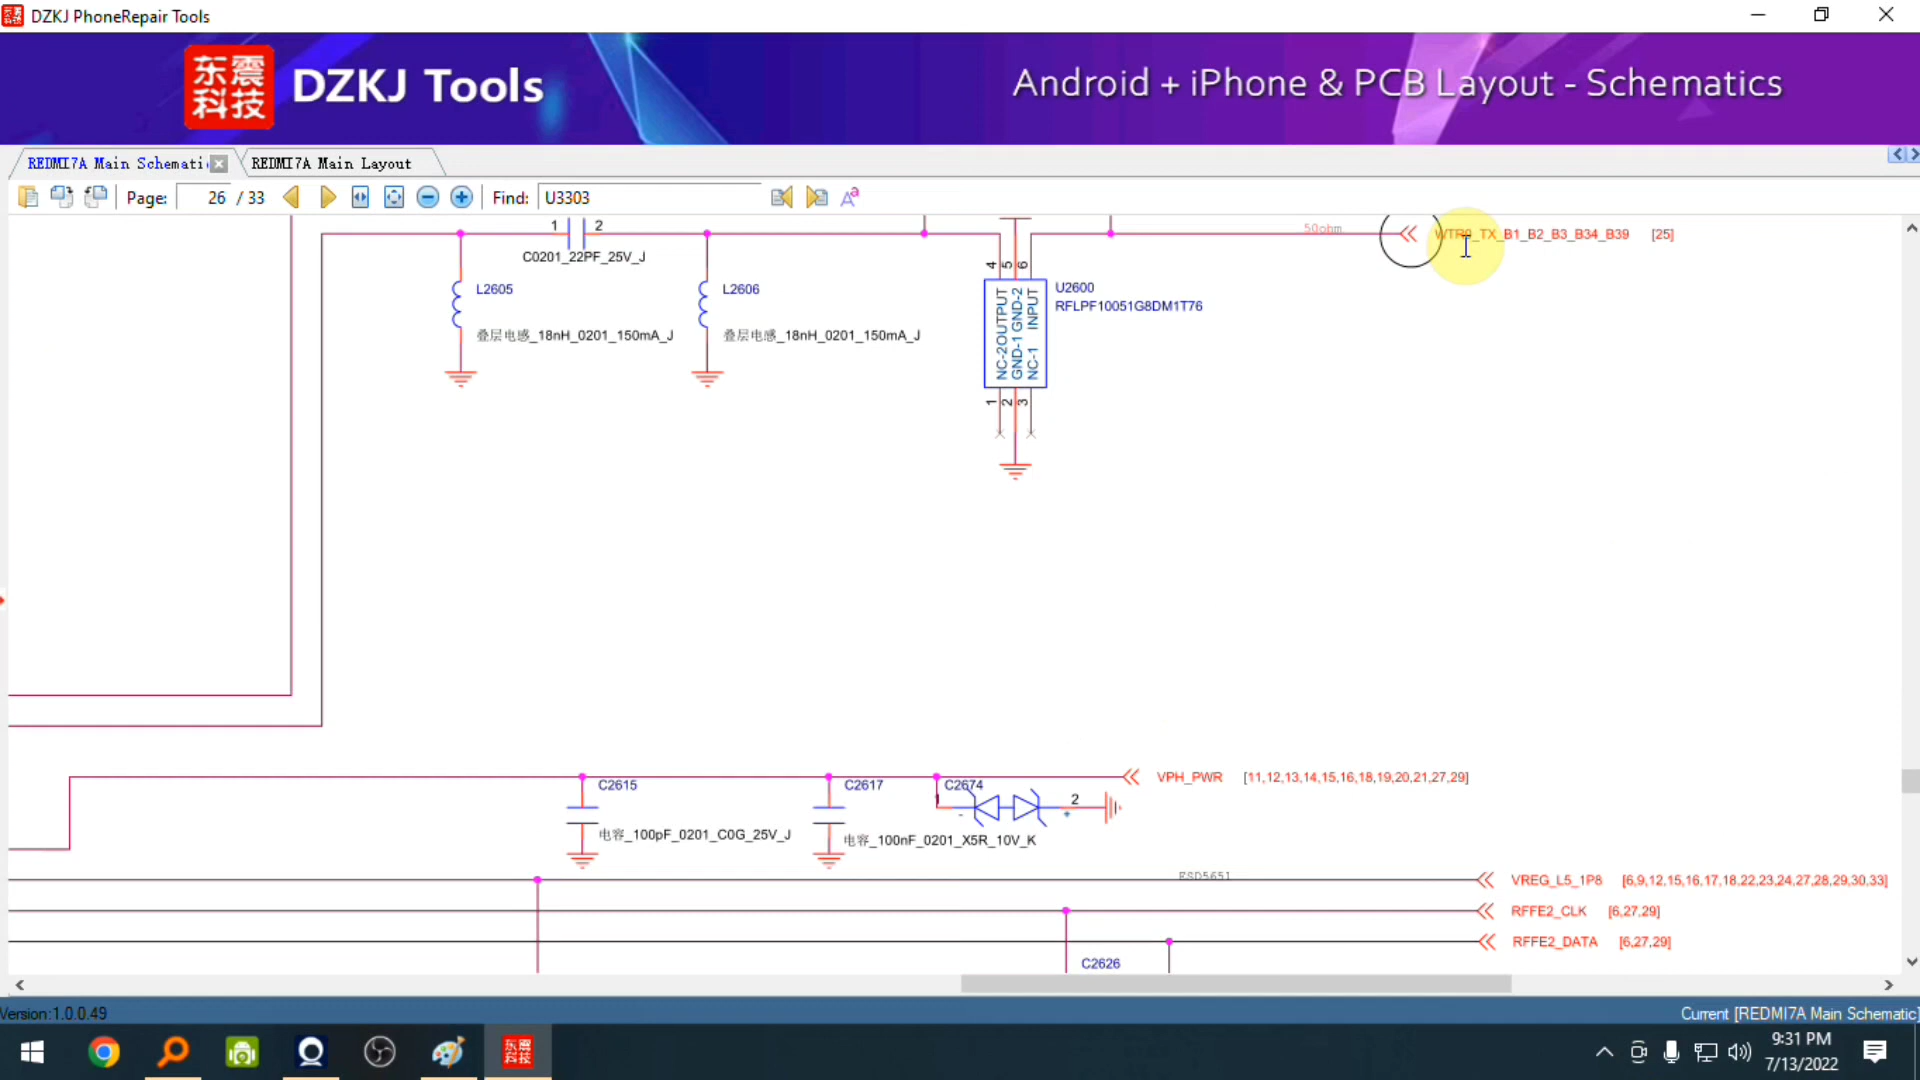 DZKJ PhoneRepair Tools
东震
科技
DZKJ Tools
Android + iPhone & PCB Layout - Schematics
REDMI7A Main Schemati
REDMI7A Main Layout
Page: 26 / 33
Find: U3303
1 2
C0201_22PF_25V_J
50ohm
WTR0_TX_B1_B2_B3_B34_B39 [25]
L2605
L2606
4 5 6
U2600
RFLPF10051G8DM1T76
NC-2 OUTPUT
GND-1 GND-2
NC-1 INPUT
叠层电感_18nH_0201_150mA_J
叠层电感_18nH_0201_150mA_J
1 2 3
VPH_PWR [11,12,13,14,15,16,18,19,20,21,27,29]
C2615
C2617
C2674
1
2
-
+
电容_100pF_0201_C0G_25V_J
电容_100nF_0201_X5R_10V_K
ESD5651
VREG_L5_1P8 [6,9,12,15,16,17,18,22,23,24,27,28,29,30,33]
RFFE2_CLK [6,27,29]
RFFE2_DATA [6,27,29]
C2626
Version:1.0.0.49
Current [REDMI7A Main Schematic]
东震
科技
9:31 PM
7/13/2022